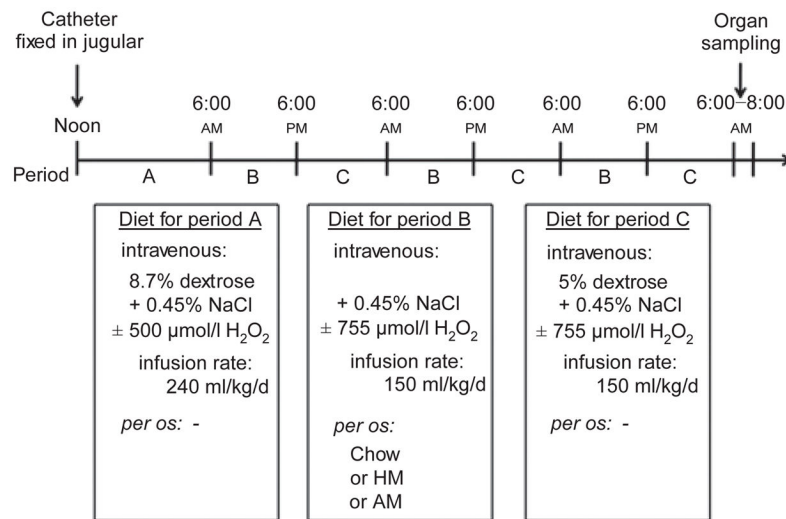 Catheter
fixed in jugular
Organ
sampling
6:00 6:00 6:00 6:00 6:00 6:00 6:00–8:00
Noon AM PM AM PM AM PM AM
Period A B C B C B C
Diet for period A
intravenous:
8.7% dextrose
+ 0.45% NaCl
± 500 µmol/l H₂O₂
infusion rate:
240 ml/kg/d
per os: -
Diet for period B
intravenous:
+ 0.45% NaCl
± 755 µmol/l H₂O₂
infusion rate:
150 ml/kg/d
per os:
Chow
or HM
or AM
Diet for period C
intravenous:
5% dextrose
+ 0.45% NaCl
± 755 µmol/l H₂O₂
infusion rate:
150 ml/kg/d
per os: -